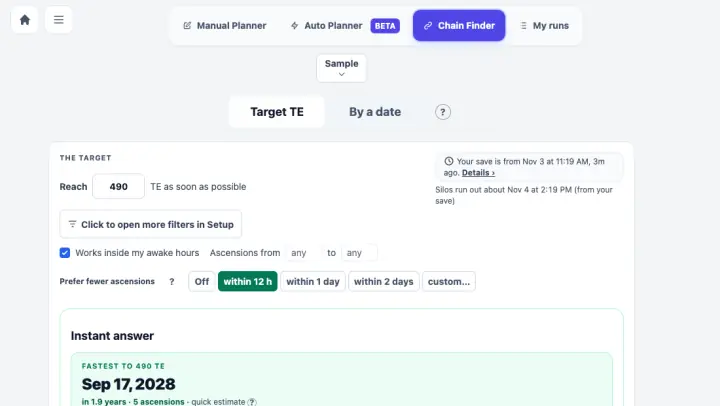 Manual Planner
Auto Planner BETA
Chain Finder
My runs
Sample
Target TE
By a date
?
THE TARGET
Your save is from Nov 3 at 11:19 AM, 3m
ago. Details ›
Silos run out about Nov 4 at 2:19 PM (from your
save)
Reach 490 TE as soon as possible
Click to open more filters in Setup
Works inside my awake hours Ascensions from any to any
Prefer fewer ascensions ? Off within 12 h within 1 day within 2 days custom...
Instant answer
FASTEST TO 490 TE
Sep 17, 2028
in 1.9 years · 5 ascensions · quick estimate ?